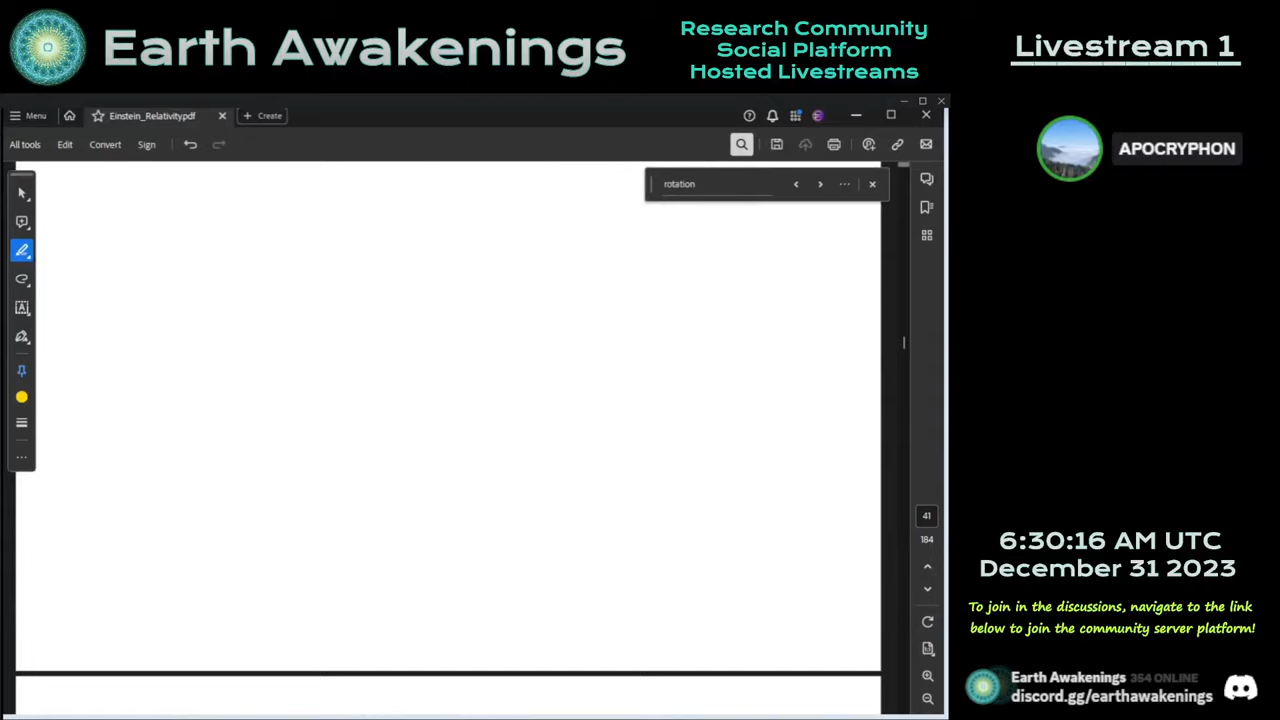 Earth Awakenings
Research Community
Social Platform
Hosted Livestreams
Livestream 1
Menu
Einstein_Relativity.pdf
Create
All tools
Edit
Convert
Sign
rotation
APOCRYPHON
41
184
6:30:16 AM UTC
December 31 2023
To join in the discussions, navigate to the link
below to join the community server platform!
Earth Awakenings 354 ONLINE
discord.gg/earthawakenings